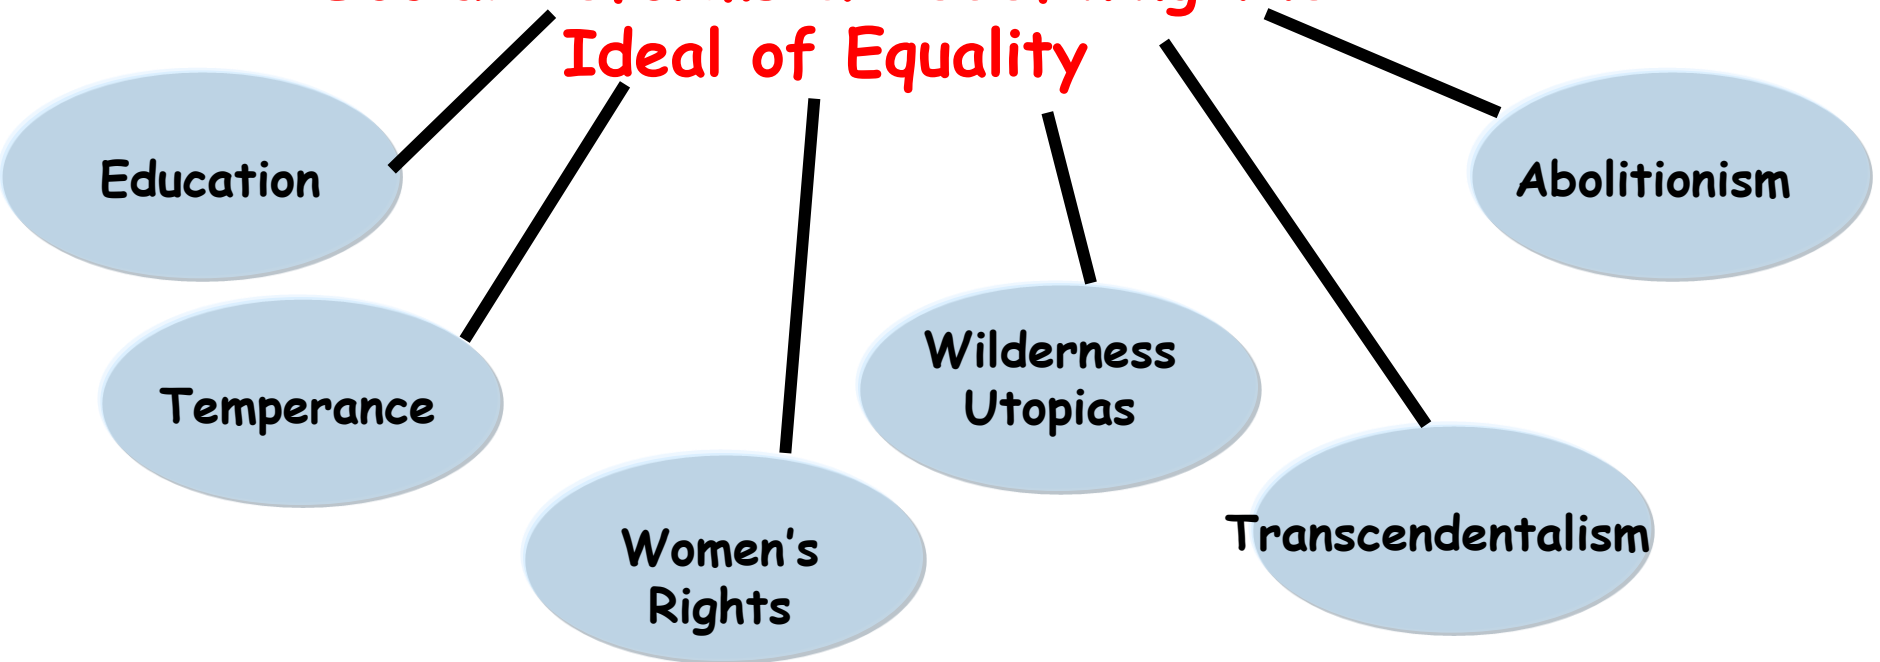 Ideal of Equality
Education
Abolitionism
Temperance
Wilderness
Utopias
Women's
Rights
Transcendentalism